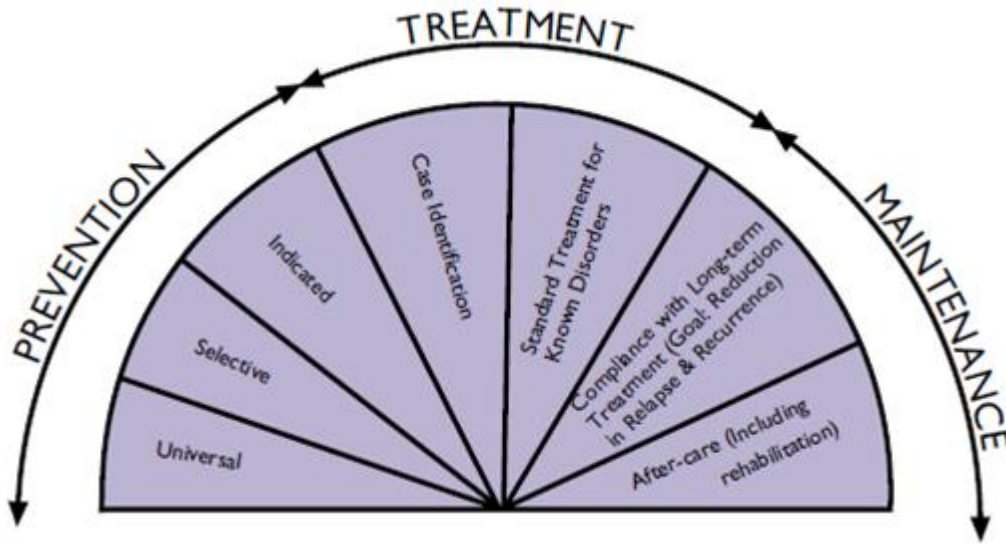 TREATMENT
PREVENTION
MAINTENANCE
Universal
Selective
Indicated
Case Identification
Standard Treatment for
Known Disorders
Compliance with Long-term
Treatment (Goal: Reduction
in Relapse & Recurrence)
After-care (Including
rehabilitation)